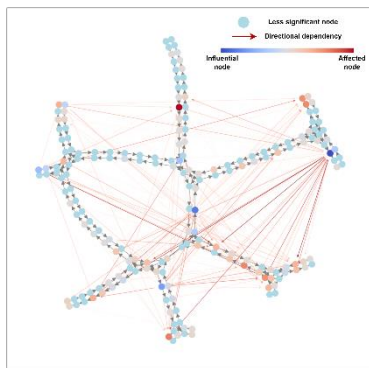 Less significant node
Directional dependency
Influential node
Affected node